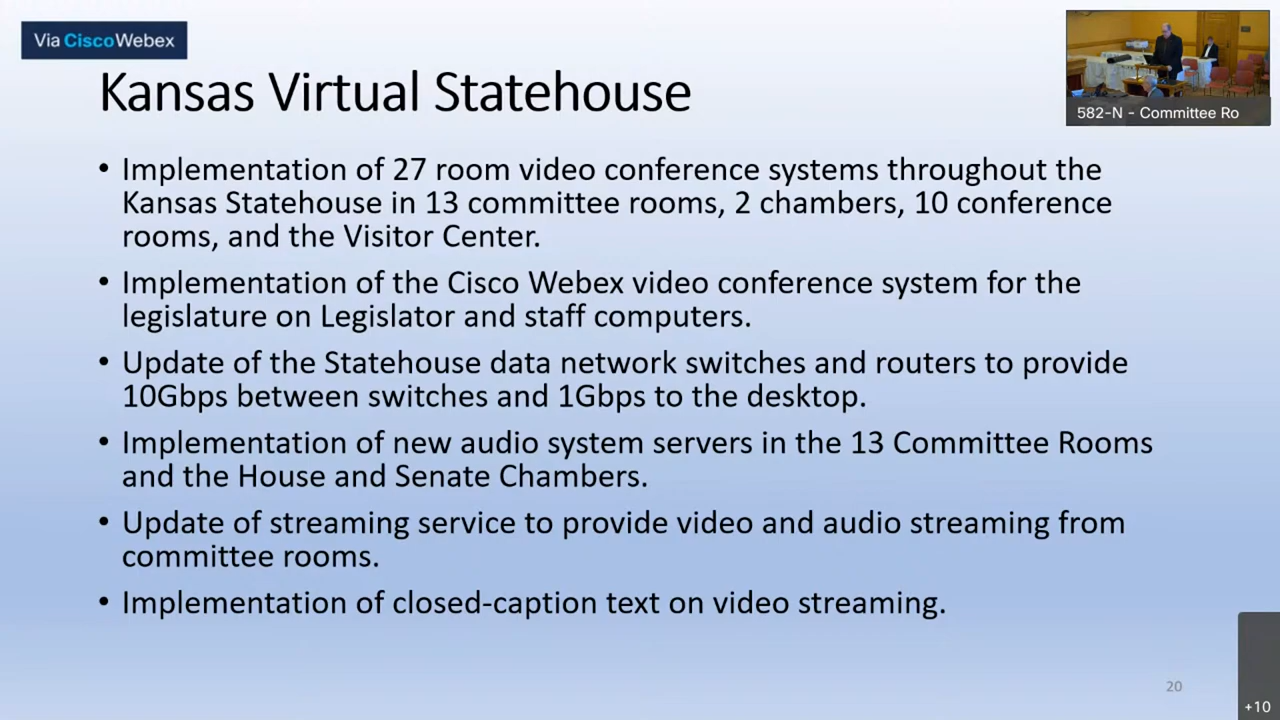 Via Cisco Webex
Kansas Virtual Statehouse
582-N - Committee Ro
• Implementation of 27 room video conference systems throughout the
Kansas Statehouse in 13 committee rooms, 2 chambers, 10 conference
rooms, and the Visitor Center.
• Implementation of the Cisco Webex video conference system for the
legislature on Legislator and staff computers.
• Update of the Statehouse data network switches and routers to provide
10Gbps between switches and 1Gbps to the desktop.
• Implementation of new audio system servers in the 13 Committee Rooms
and the House and Senate Chambers.
• Update of streaming service to provide video and audio streaming from
committee rooms.
• Implementation of closed-caption text on video streaming.
20
+10